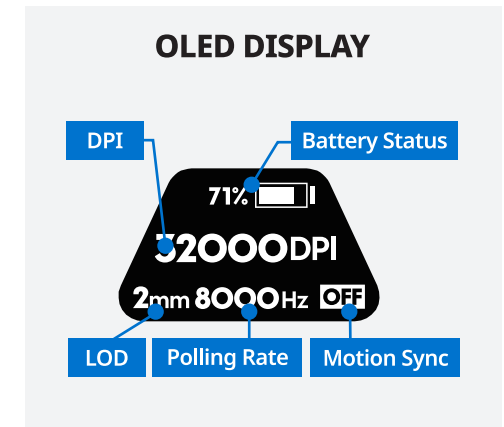 OLED DISPLAY
DPI
Battery Status
71%
32000DPI
2mm 8000Hz OFF
LOD
Polling Rate
Motion Sync